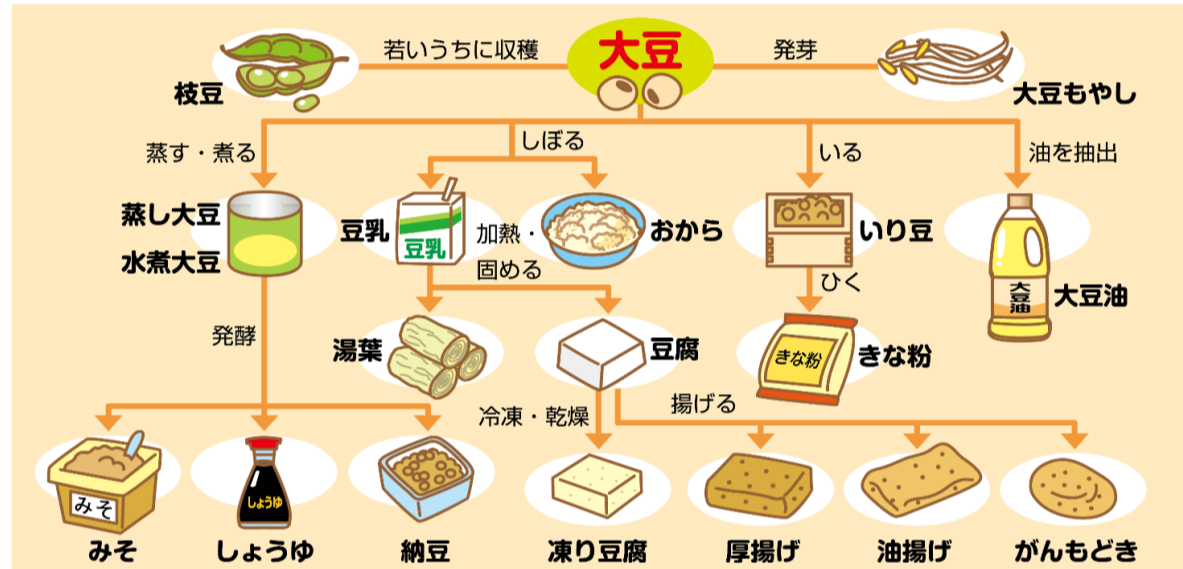 大豆
若いうちに収穫
発芽
枝豆
大豆もやし
蒸す・煮る
しぼる
いる
油を抽出
蒸し大豆
水煮大豆
豆乳
豆乳
加熱・
固める
おから
いり豆
大豆油
大豆油
ひく
発酵
湯葉
豆腐
きな粉
きな粉
冷凍・乾燥
揚げる
みそ
しょうゆ
みそ
しょうゆ
納豆
凍り豆腐
厚揚げ
油揚げ
がんもどき